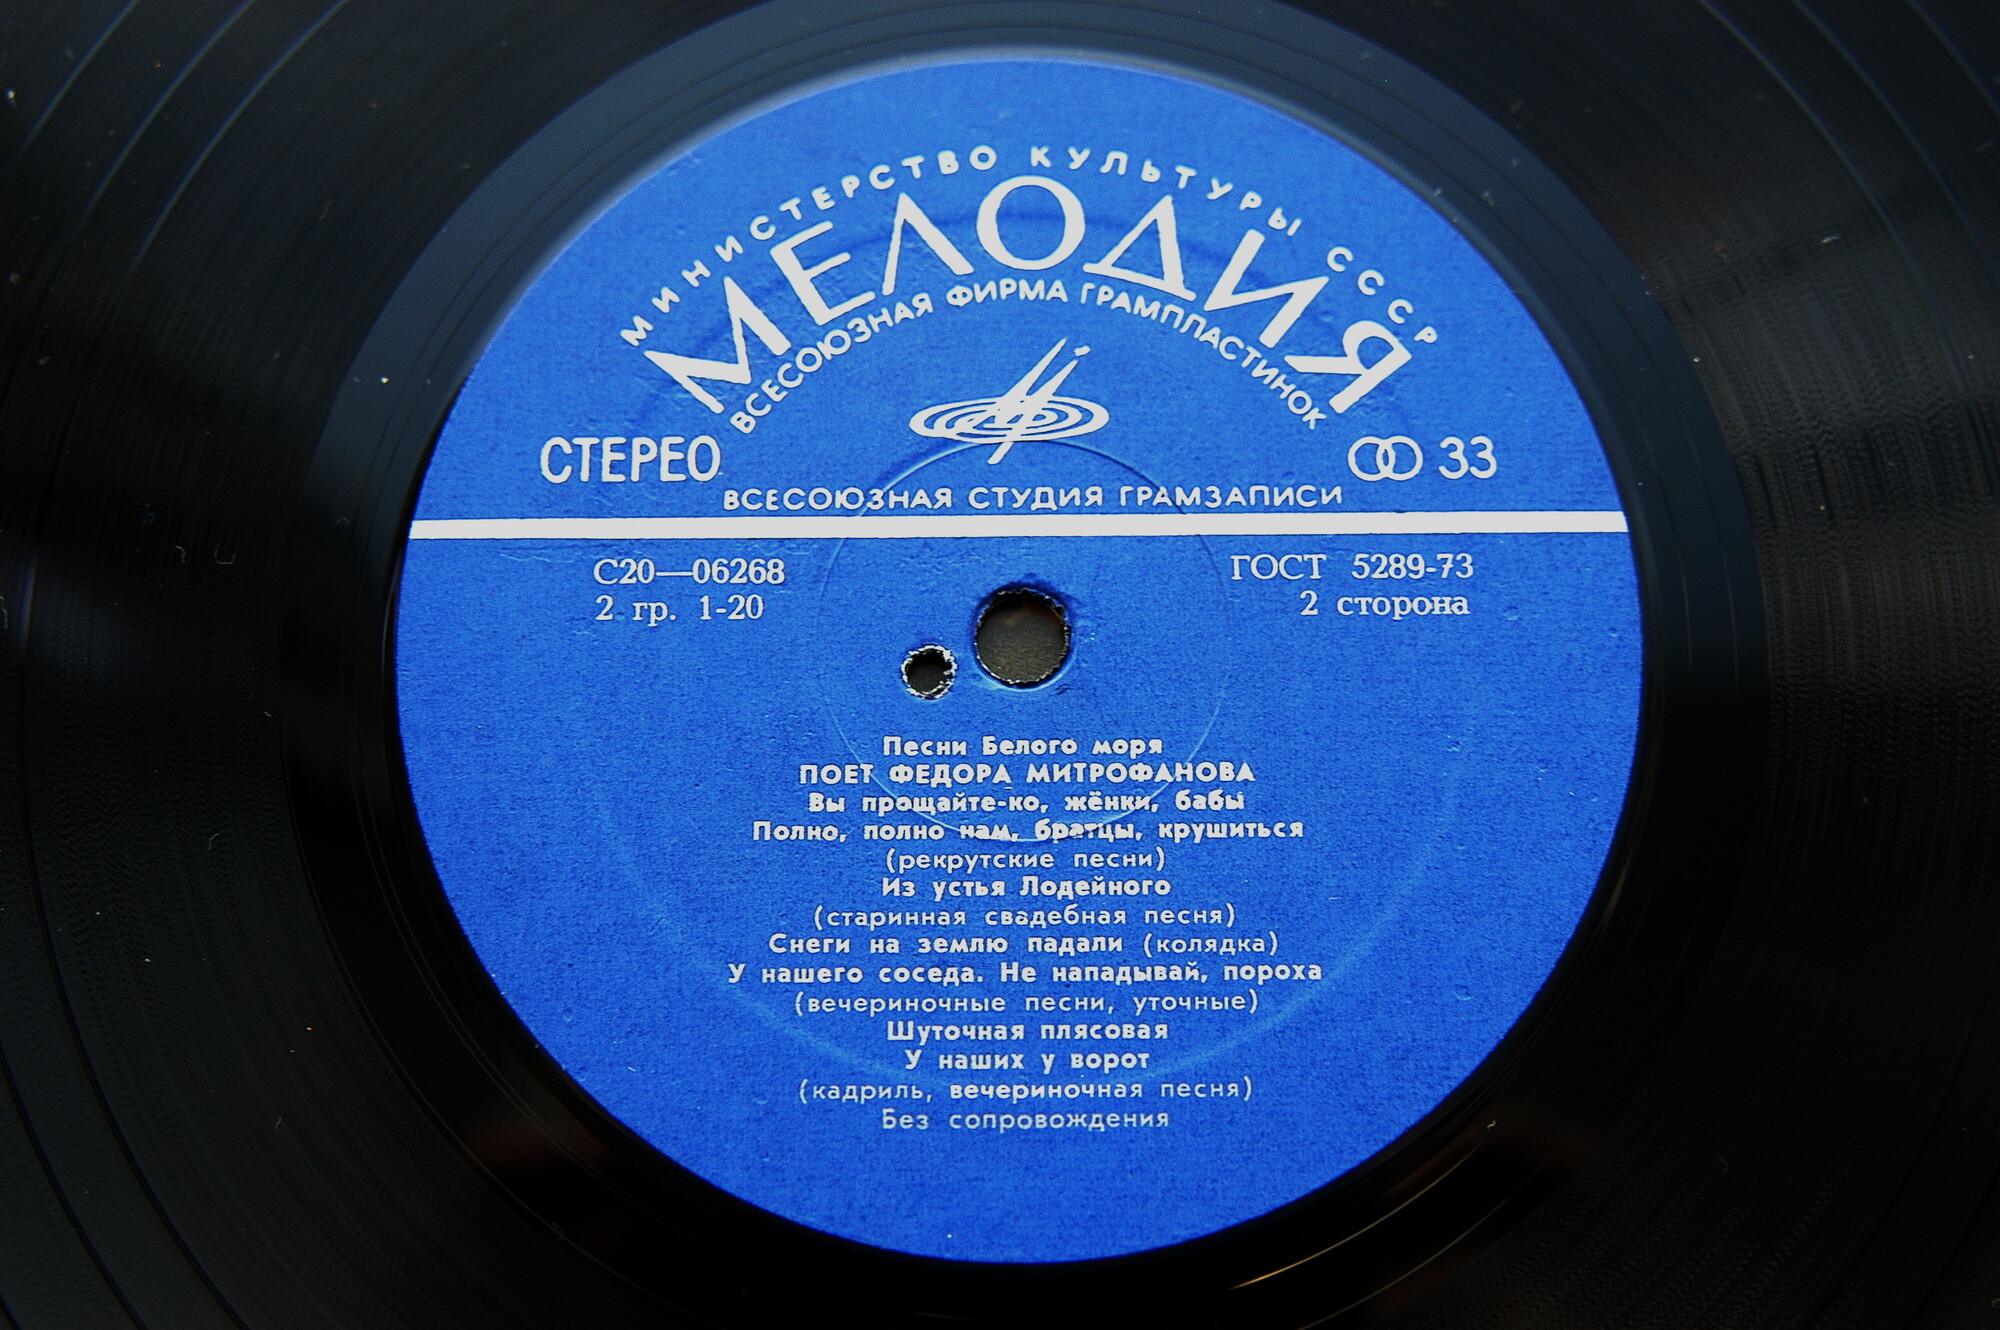 МИНИСТЕРСТВО КУЛЬТУРЫ СССР
МЕЛОДИЯ
ВСЕСОЮЗНАЯ ФИРМА ГРАМПЛАСТИНОК
СТЕРЕО
33
ВСЕСОЮЗНАЯ СТУДИЯ ГРАМЗАПИСИ
С20—06268
ГОСТ 5289-73
2 гр. 1-20
2 сторона
Песни Белого моря
ПОЕТ ФЕДОРА МИТРОФАНОВА
Вы прощайте-ко, жёнки, бабы
Полно, полно нам, братцы, крушиться
(рекрутские песни)
Из устья Лодейного
(старинная свадебная песня)
Снеги на землю падали (колядка)
У нашего соседа. Не нападывай, пороха
(вечериночные песни, уточные)
Шуточная плясовая
У наших у ворот
(кадриль, вечериночная песня)
Без сопровождения